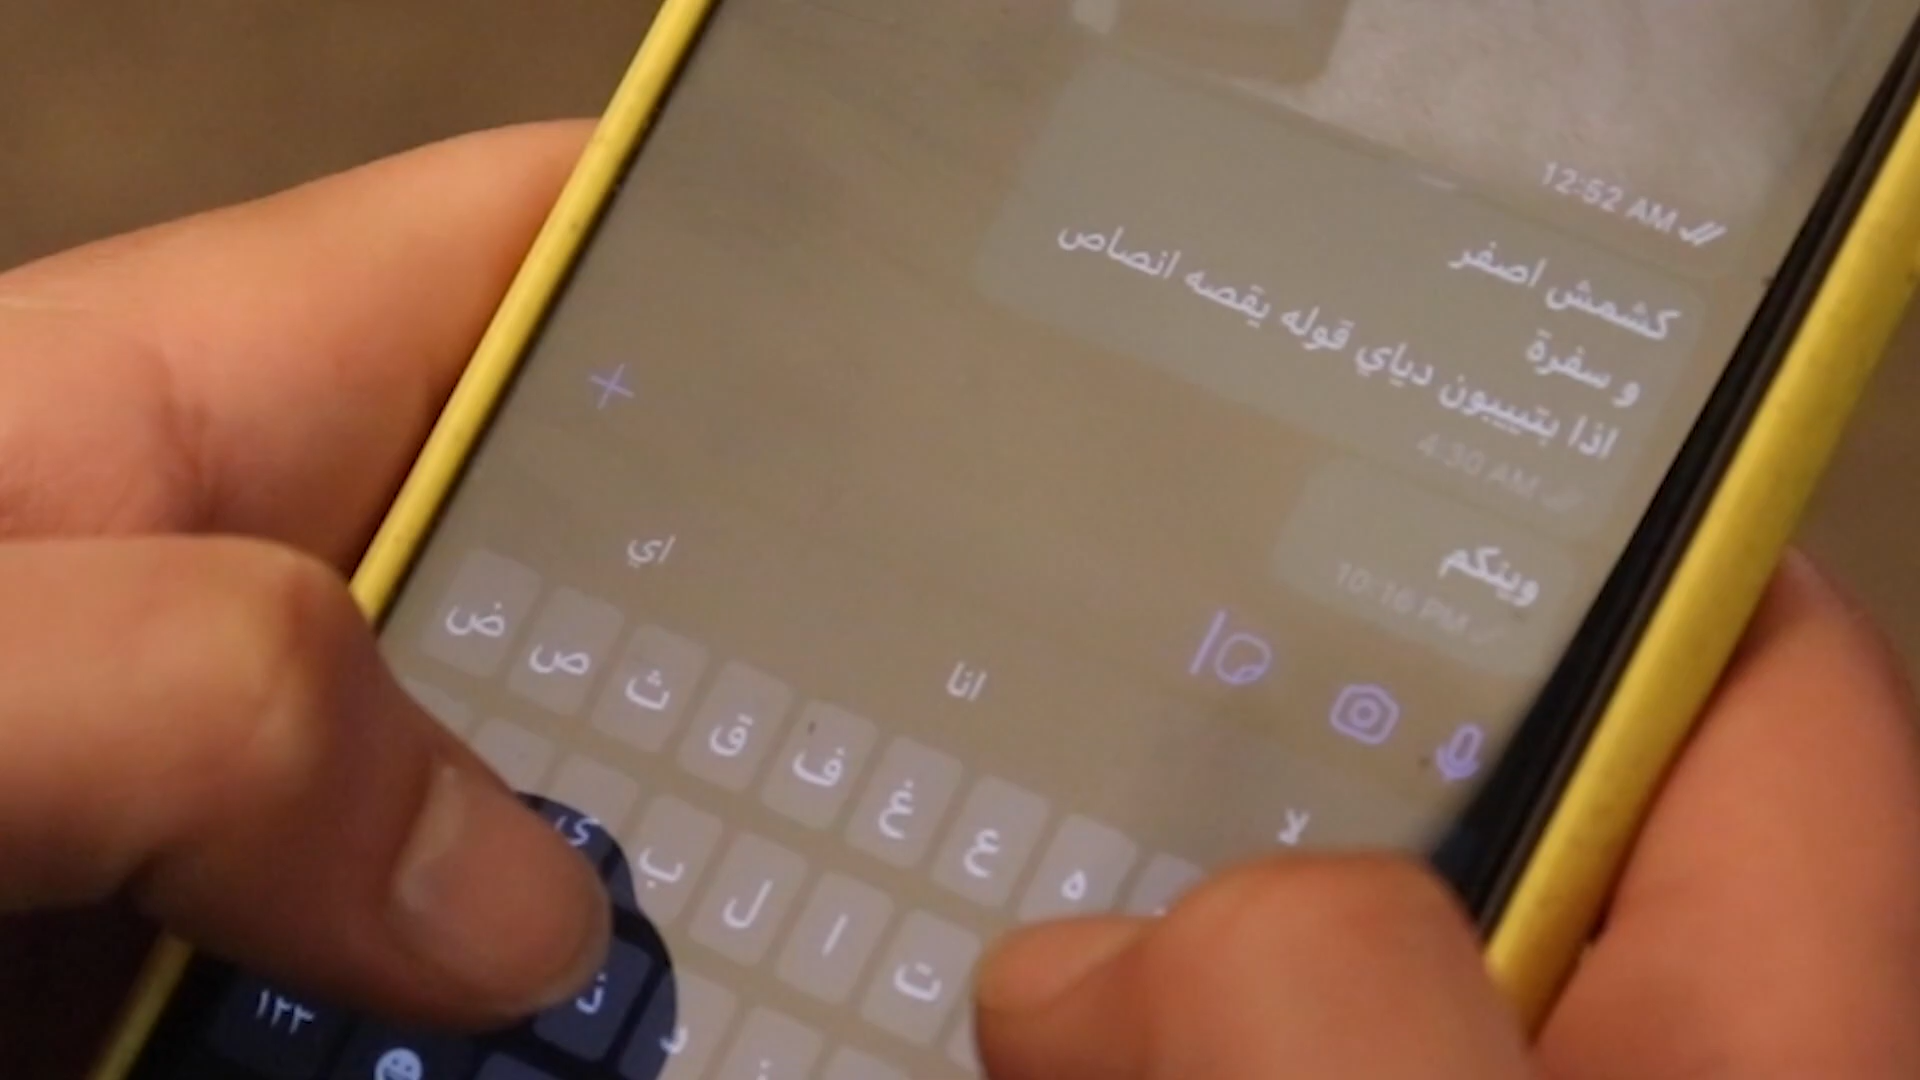 12:52 AM
كشمش اصفر
و سفرة
اذا بتييبون دياي قوله يقصه انصاص
4:30 AM
وينكم
10:16 PM
اي
انا
لا
ض ص ث ق ف غ ع ه
ي ب ل ا ت
د
١٢٣